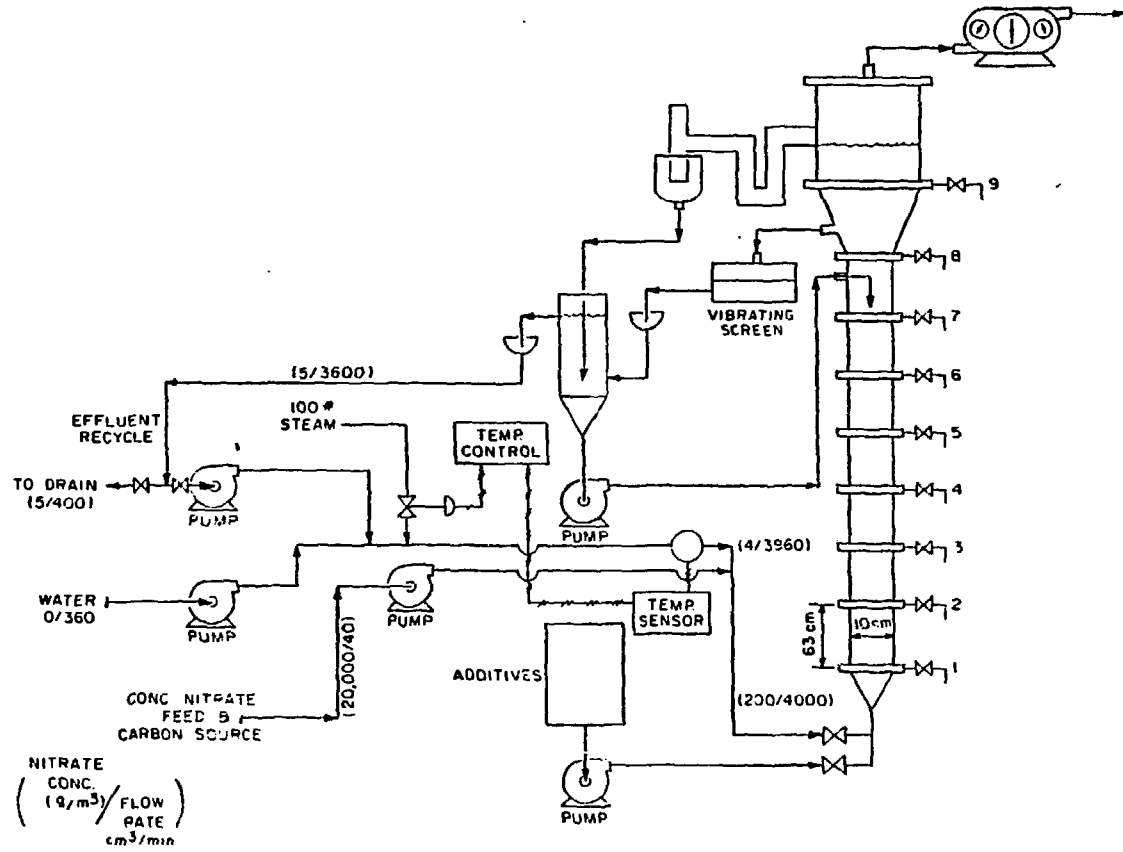 9
8
7
6
5
4
3
2
1
VIBRATING
SCREEN
(5/3600)
EFFLUENT
RECYCLE
100 #
STEAM
TEMP.
CONTROL
TO DRAIN
(5/400)
PUMP
PUMP
(4/3960)
WATER
0/360
PUMP
PUMP
TEMP.
SENSOR
63 cm
10cm
(20,000/40)
ADDITIVES
(200/4000)
CONC NITRATE
FEED &
CARBON SOURCE
PUMP
NITRATE
CONC.
(g/m³)/FLOW
RATE
cm³/min